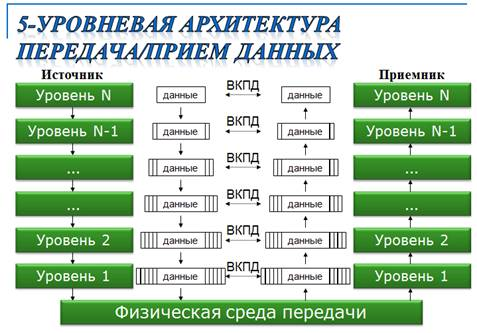 5-УРОВНЕВАЯ АРХИТЕКТУРА
ПЕРЕДАЧА/ПРИЕМ ДАННЫХ
Источник ВКПД Приемник
Уровень N данные данные Уровень N
ВКПД
Уровень N-1 данные данные Уровень N-1
ВКПД
... данные данные ...
ВКПД
... данные данные ...
ВКПД
Уровень 2 данные данные Уровень 2
ВКПД
Уровень 1 данные данные Уровень 1
Физическая среда передачи